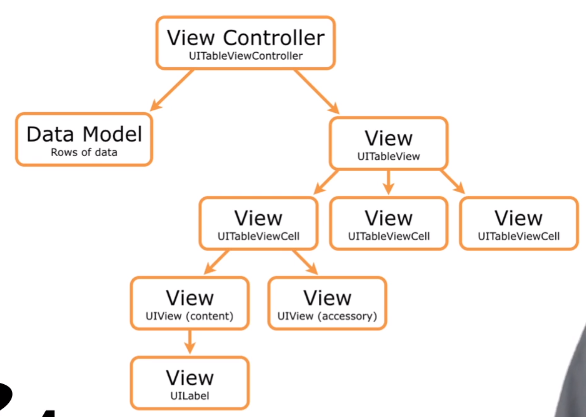 View Controller
UITableViewController
Data Model
Rows of data
View
UITableView
View
UITableViewCell
View
UITableViewCell
View
UITableViewCell
View
UIView (content)
View
UIView (accessory)
View
UILabel